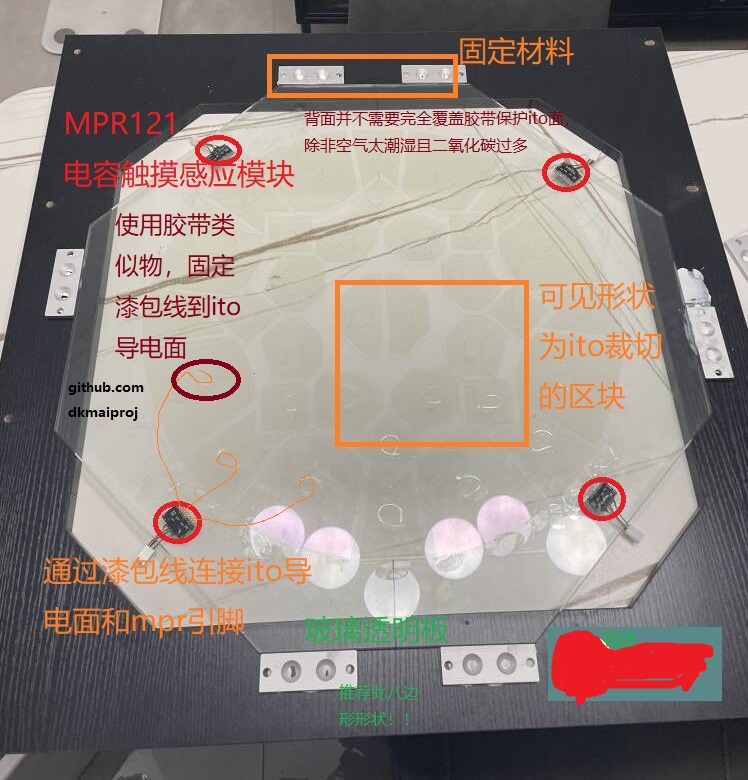 固定材料
MPR121
电容触摸感应模块
背面并不需要完全覆盖胶带保护ito面，
除非空气太潮湿且二氧化碳过多
使用胶带类
似物，固定
漆包线到ito
导电面
可见形状
为ito裁切
的区块
github.com
dkmaiproj
通过漆包线连接ito导
电面和mpr引脚
玻璃透明板
推荐此八边
形形状！！